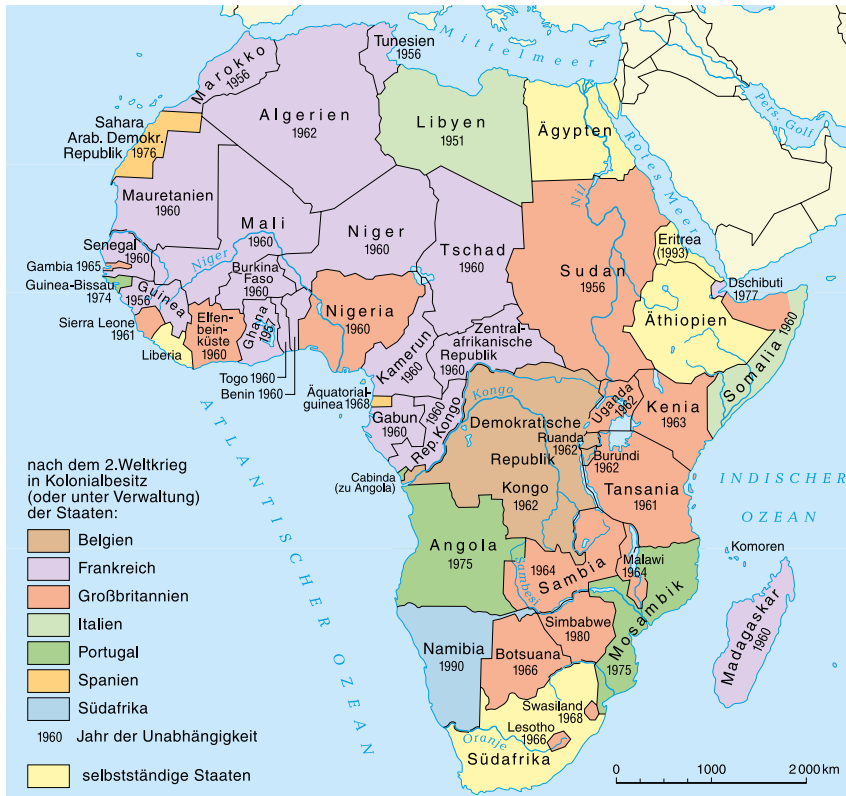 Tunesien
1956
Mittelmeer
Marokko
1956
Algerien
1962
Libyen
1951
Ägypten
Pers. Golf
Sahara
Arab. Demokr.
Republik 1976
Rotes Meer
Nil
Mauretanien
1960
Mali
1960
Niger
1960
Tschad
1960
Sudan
1956
Eritrea
(1993)
Senegal
1960
Niger
Gambia 1965
Guinea-Bissau
1974
Guinea
1956
Burkina
Faso
1960
Dschibuti
1977
Sierra Leone
1961
Elfen-
bein-
küste
1960
Ghana
1957
Nigeria
1960
Äthiopien
Liberia
Kamerun
1960
Zentral-
afrikanische
Republik
1960
Somalia 1960
Togo 1960
Benin 1960
Äquatorial-
guinea 1968
Kongo
Uganda
1962
Kenia
1963
Gabun
1960
Rep. Kongo
1960
Demokratische
Republik
Kongo
1962
Ruanda
1962
Burundi
1962
Tansania
1961
Cabinda
(zu Angola)
INDISCHER
OZEAN
ATLANTISCHER OZEAN
nach dem 2.Weltkrieg
in Kolonialbesitz
(oder unter Verwaltung)
der Staaten:
Belgien
Frankreich
Großbritannien
Italien
Portugal
Spanien
Südafrika
1960 Jahr der Unabhängigkeit
selbstständige Staaten
Angola
1975
1964
Sambia
Sambesi
Malawi
1964
Komoren
Mosambik
1975
Madagaskar
1960
Namibia
1990
Simbabwe
1980
Botsuana
1966
Swasiland
1968
Lesotho
1966
Oranje
Südafrika
0 1000 2000 km